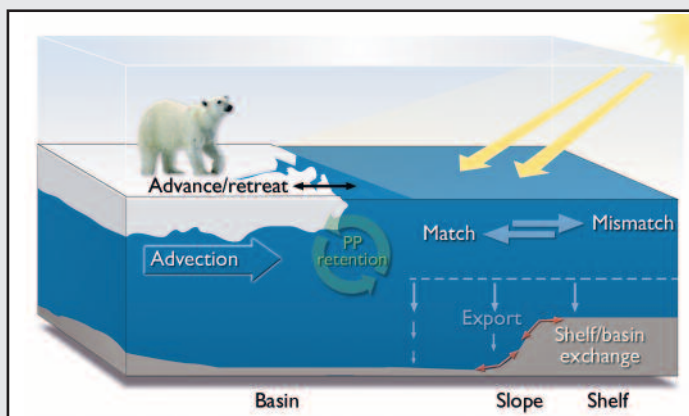 Advance/retreat
PP
retention
Match
Mismatch
Advection
Export
Shelf/basin
exchange
Basin
Slope
Shelf